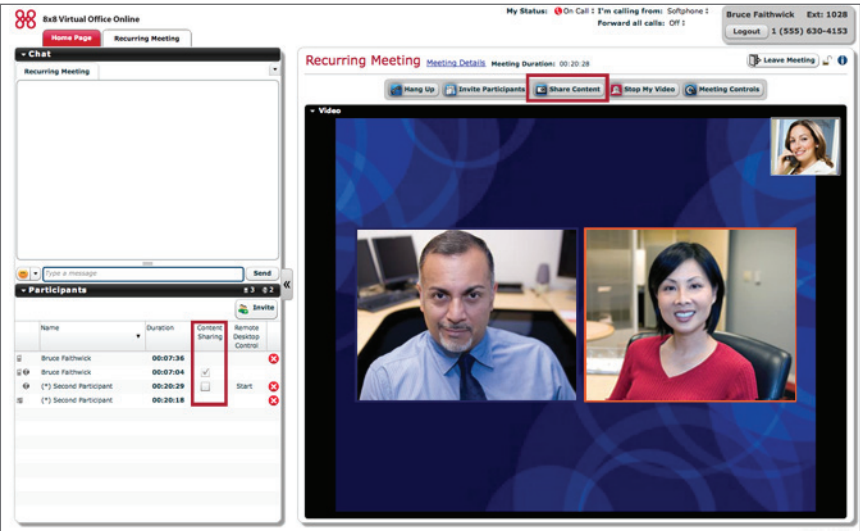 8x8 Virtual Office Online
My Status: On Call I'm calling from: Softphone
Forward all calls: Off
Bruce Faithwick Ext: 1028
Logout 1 (555) 630-4153
Home Page Recurring Meeting
Chat
Recurring Meeting
Recurring Meeting Meeting Details Meeting Duration: 00:20:28
Leave Meeting
Hang Up Invite Participants Share Content Stop My Video Meeting Controls
Video
Type a message Send
Participants 3 2
Invite
Name Duration Content Sharing Remote Desktop Control
Bruce Faithwick 00:07:36
Bruce Faithwick 00:07:04
(*) Second Participant 00:20:29 Start
(*) Second Participant 00:20:18